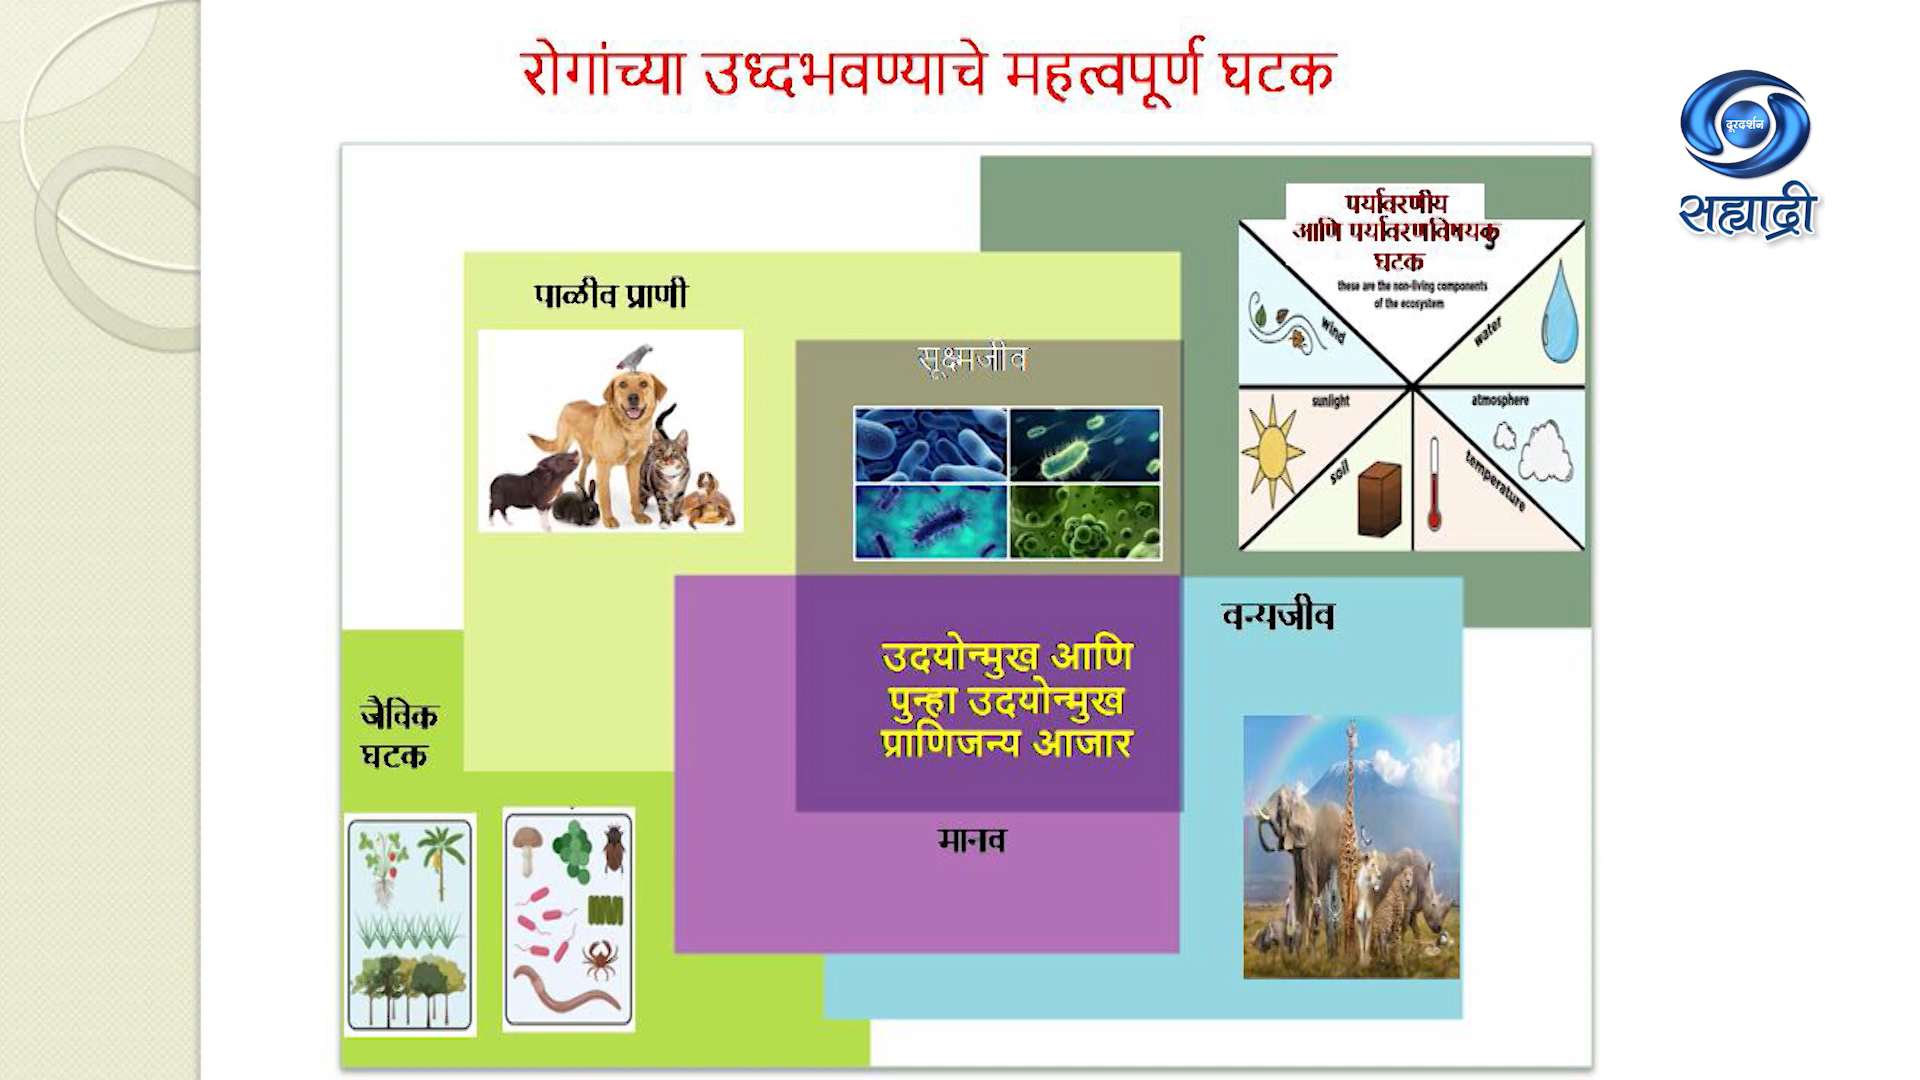 रोगांच्या उध्दभवण्याचे महत्वपूर्ण घटक
दूरदर्शन
सह्याद्री
पर्यावरणीय
आणि पर्यावरणविषयक
घटक
these are the non-living components
of the ecosystem
wind
water
sunlight
atmosphere
soil
temperature
पाळीव प्राणी
सूक्ष्मजीव
वन्यजीव
उदयोन्मुख आणि
पुन्हा उदयोन्मुख
प्राणिजन्य आजार
जैविक
घटक
मानव